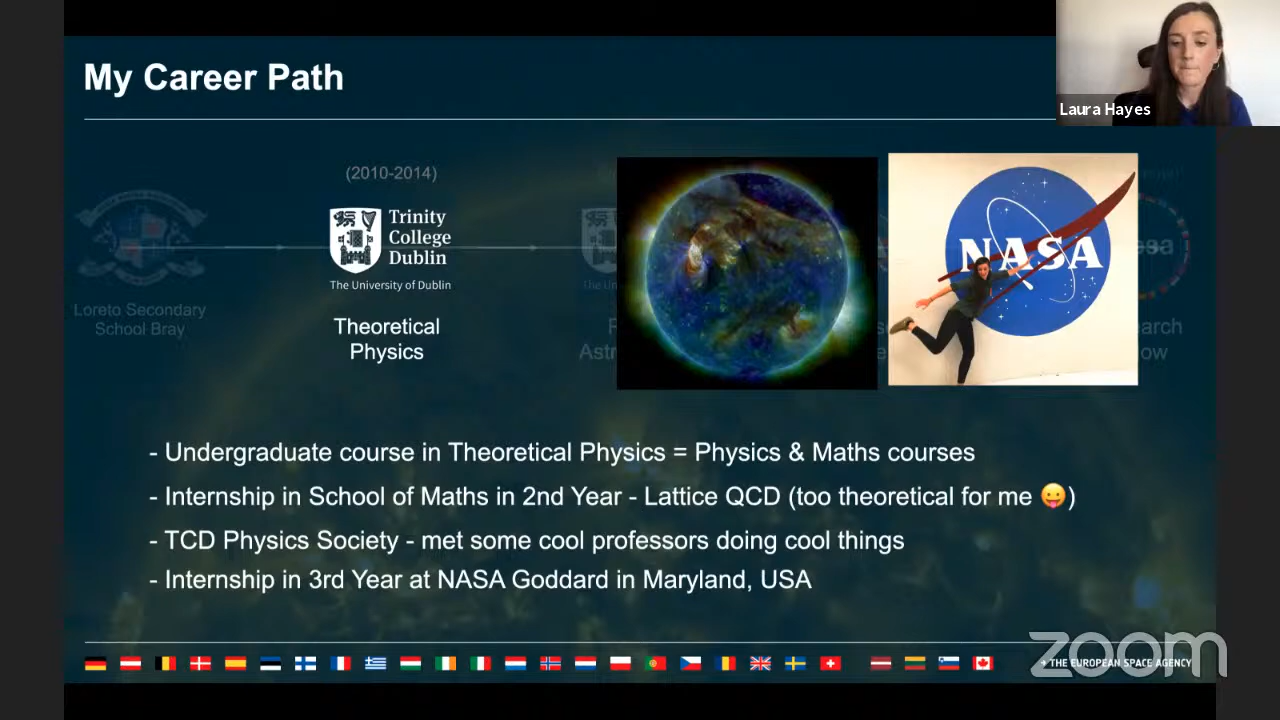 My Career Path
Laura Hayes
(2010-2014)
Trinity
College
Dublin
The University of Dublin
Theoretical
Physics
Loreto Secondary
School Bray
NASA
- Undergraduate course in Theoretical Physics = Physics & Maths courses
- Internship in School of Maths in 2nd Year - Lattice QCD (too theoretical for me 😛)
- TCD Physics Society - met some cool professors doing cool things
- Internship in 3rd Year at NASA Goddard in Maryland, USA
→ THE EUROPEAN SPACE AGENCY
zoom